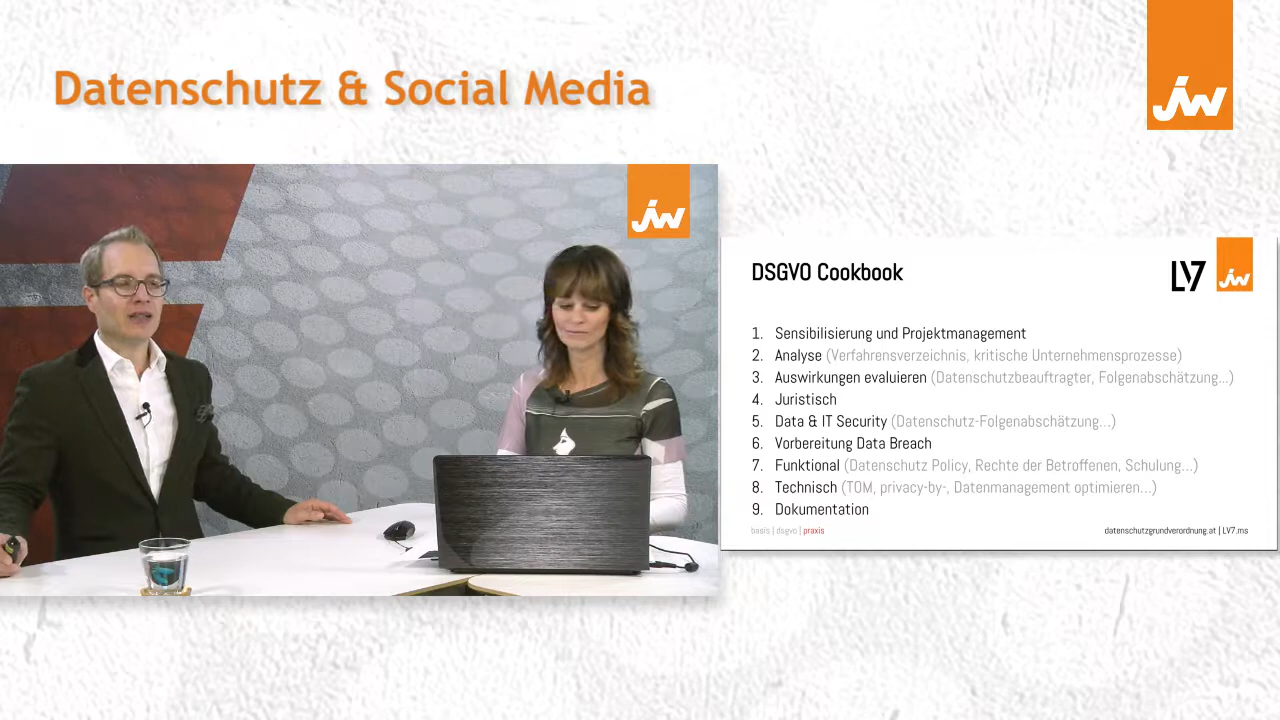 Datenschutz & Social Media
jw
jw
DSGVO Cookbook
LV7
jw
1. Sensibilisierung und Projektmanagement
2. Analyse (Verfahrensverzeichnis, kritische Unternehmensprozesse)
3. Auswirkungen evaluieren (Datenschutzbeauftragter, Folgenabschätzung...)
4. Juristisch
5. Data & IT Security (Datenschutz-Folgenabschätzung...)
6. Vorbereitung Data Breach
7. Funktional (Datenschutz Policy, Rechte der Betroffenen, Schulung...)
8. Technisch (TOM, privacy-by-, Datenmanagement optimieren...)
9. Dokumentation
basis | dsgvo | praxis
datenschutzgrundverordnung.at | LV7.ms